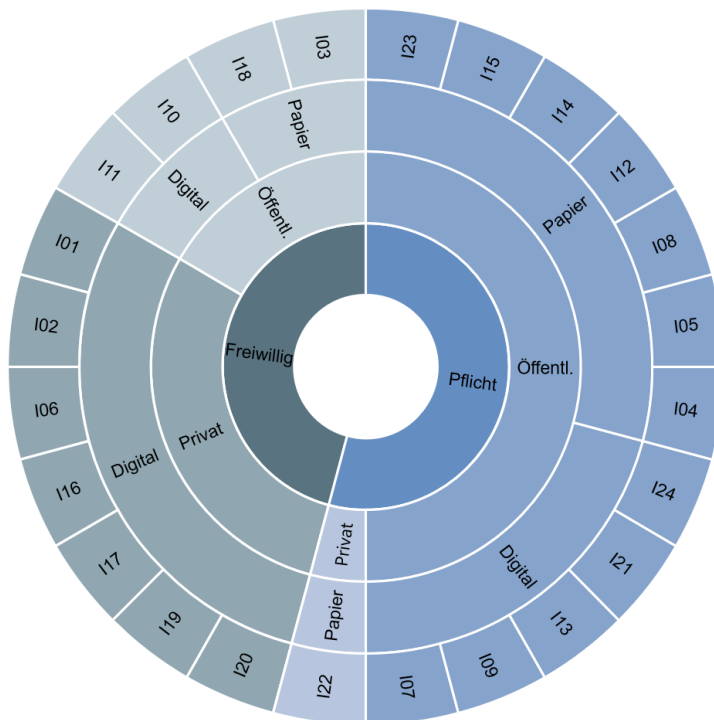 I03
I23
I18
I15
I10
Papier
I14
I11
Digital
Öffentl.
Papier
I12
I01
I08
I02
Freiwillig
Pflicht
Öffentl.
I05
I06
Privat
I04
I16
Digital
I24
I17
Privat
Digital
I21
I19
Papier
I13
I20
I22
I07
I09